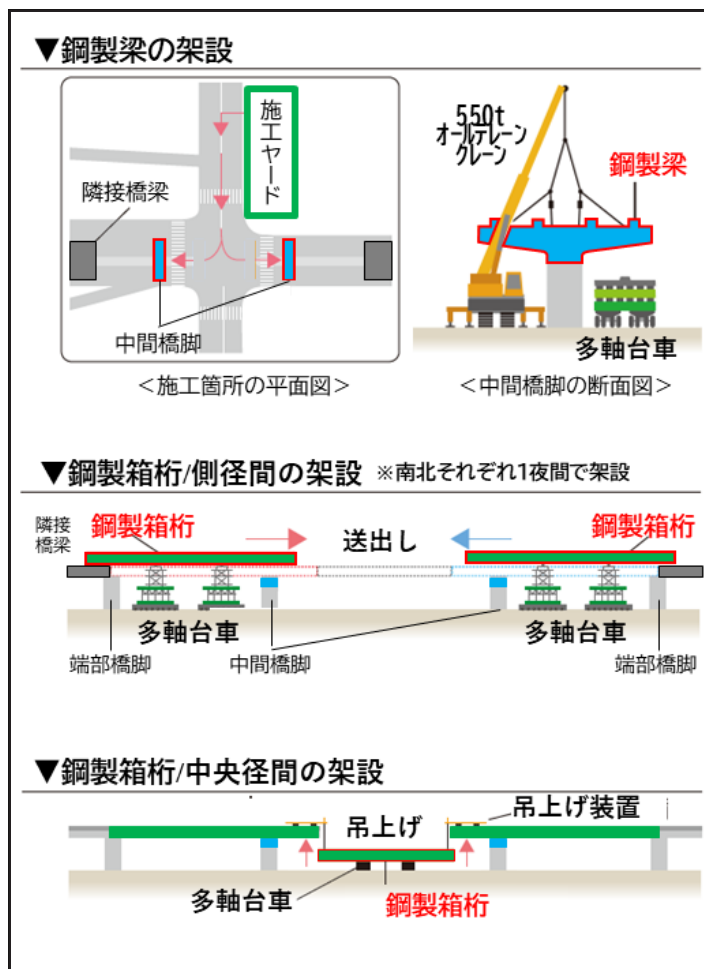 ▼鋼製梁の架設
施工ヤード
隣接橋梁
中間橋脚
<施工箇所の平面図>
550t
オールテレーン
クレーン
鋼製梁
多軸台車
<中間橋脚の断面図>
▼鋼製箱桁/側径間の架設 ※南北それぞれ1夜間で架設
隣接
橋梁
鋼製箱桁
送出し
鋼製箱桁
多軸台車
多軸台車
端部橋脚
中間橋脚
端部橋脚
▼鋼製箱桁/中央径間の架設
吊上げ
吊上げ装置
多軸台車
鋼製箱桁